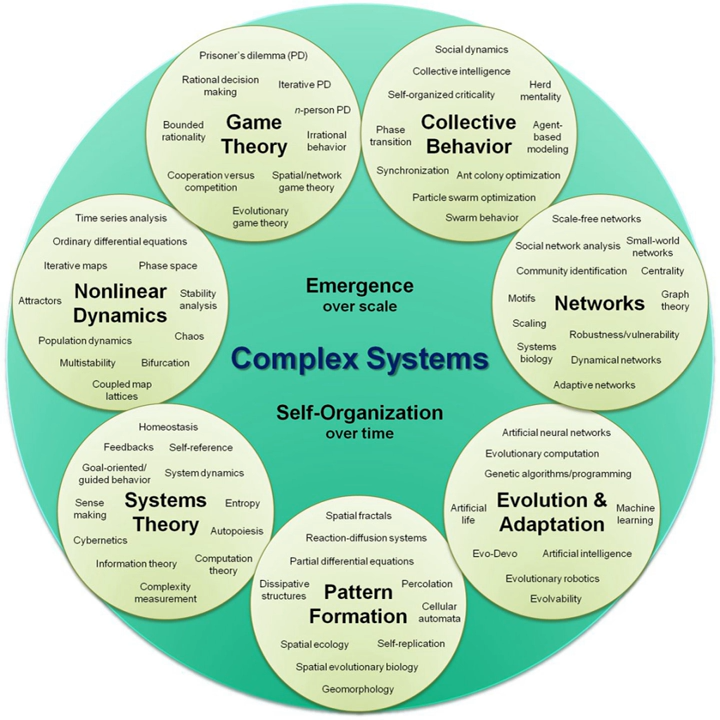 Prisoner's dilemma (PD)
Rational decision
making
Iterative PD
n-person PD
Game
Theory
Bounded
rationality
Irrational
behavior
Cooperation versus
competition
Spatial/network
game theory
Evolutionary
game theory
Social dynamics
Collective intelligence
Herd
mentality
Self-organized criticality
Collective
Behavior
Phase
transition
Agent-
based
modeling
Synchronization
Ant colony optimization
Particle swarm optimization
Swarm behavior
Time series analysis
Ordinary differential equations
Iterative maps
Phase space
Attractors
Nonlinear
Dynamics
Stability
analysis
Population dynamics
Chaos
Multistability
Bifurcation
Coupled map
lattices
Emergence
over scale
Complex Systems
Self-Organization
over time
Scale-free networks
Social network analysis
Small-world
networks
Community identification
Centrality
Motifs
Networks
Graph
theory
Scaling
Robustness/vulnerability
Systems
biology
Dynamical networks
Adaptive networks
Homeostasis
Feedbacks
Self-reference
Goal-oriented/
guided behavior
System dynamics
Sense
making
Systems
Theory
Entropy
Cybernetics
Autopoiesis
Information theory
Computation
theory
Complexity
measurement
Spatial fractals
Reaction-diffusion systems
Partial differential equations
Dissipative
structures
Percolation
Pattern
Formation
Cellular
automata
Spatial ecology
Self-replication
Spatial evolutionary biology
Geomorphology
Artificial neural networks
Evolutionary computation
Genetic algorithms/programming
Artificial
life
Evolution &
Adaptation
Machine
learning
Evo-Devo
Artificial intelligence
Evolutionary robotics
Evolvability